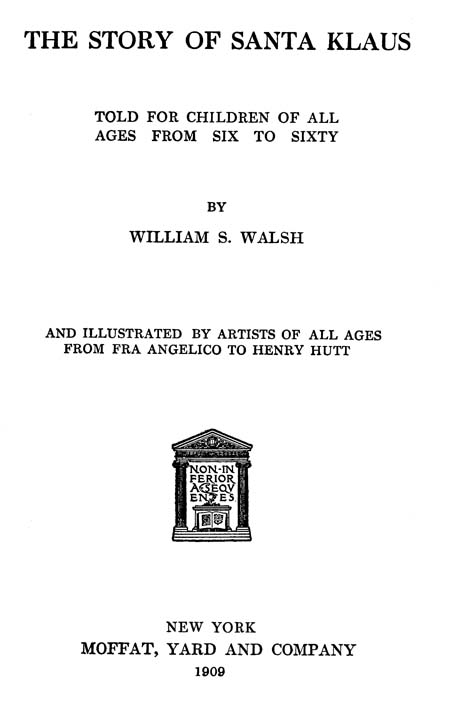 THE STORY OF SANTA KLAUS
TOLD FOR CHILDREN OF ALL
AGES FROM SIX TO SIXTY
BY
WILLIAM S. WALSH
AND ILLUSTRATED BY ARTISTS OF ALL AGES
FROM FRA ANGELICO TO HENRY HUTT
NON·IN
FERIOR
A·SEQV
ENTES
NEW YORK
MOFFAT, YARD AND COMPANY
1909